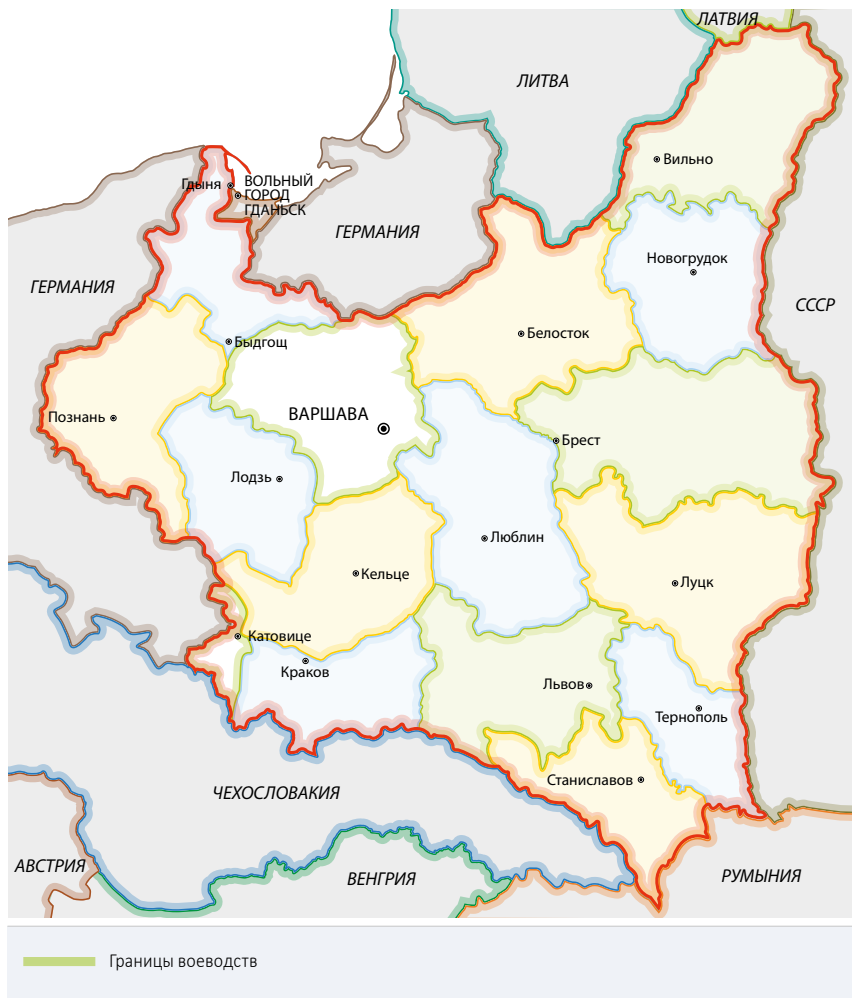 ЛАТВИЯ
ЛИТВА
Вильно
Гдыня
ВОЛЬНЫЙ
ГОРОД
ГДАНЬСК
ГЕРМАНИЯ
Новогрудок
ГЕРМАНИЯ
СССР
Белосток
Быдгощ
ВАРШАВА
Познань
Брест
Лодзь
Люблин
Кельце
Луцк
Катовице
Краков
Львов
Тернополь
Станиславов
ЧЕХОСЛОВАКИЯ
АВСТРИЯ
ВЕНГРИЯ
РУМЫНИЯ
Границы воеводств